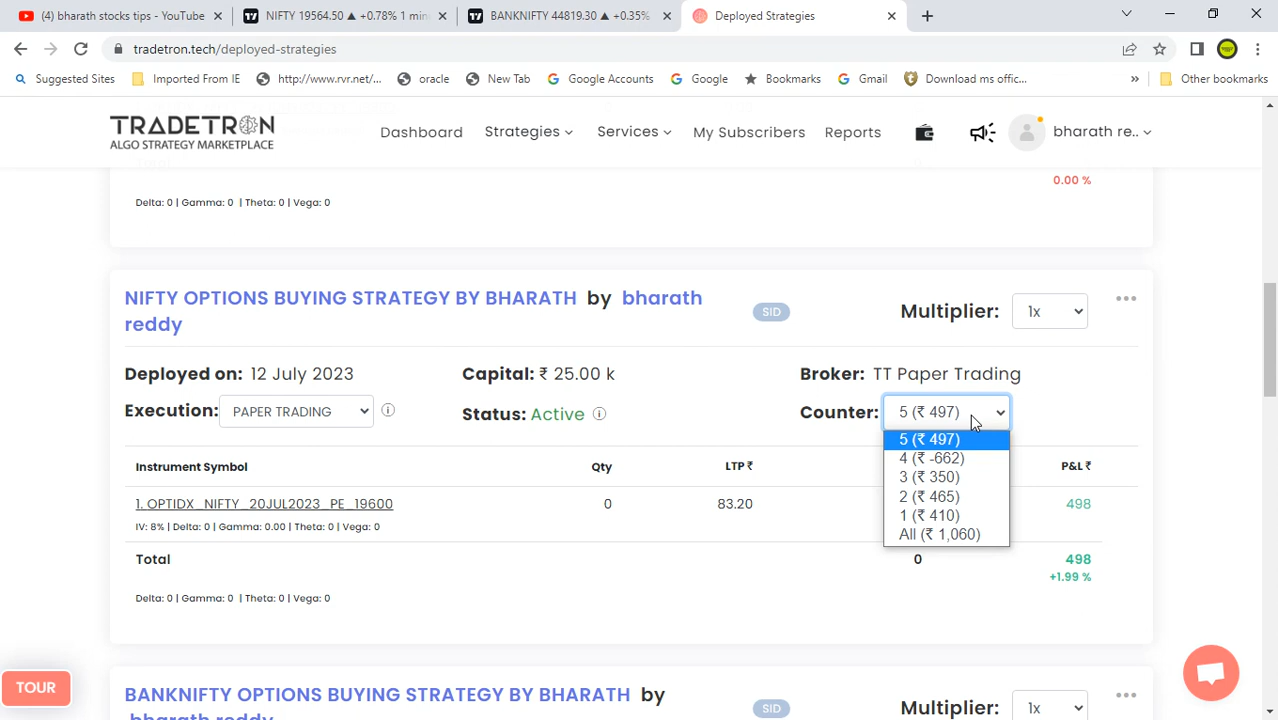 (4) bharath stocks tips - YouTube
NIFTY 19564.50 ▲ +0.78% 1 min
BANKNIFTY 44819.30 ▲ +0.35%
Deployed Strategies
tradetron.tech/deployed-strategies
Suggested Sites
Imported From IE
http://www.rvr.net/...
oracle
New Tab
Google Accounts
Google
Bookmarks
Gmail
Download ms offic...
»
Other bookmarks
TRADETRON
ALGO STRATEGY MARKETPLACE
Dashboard
Strategies
Services
My Subscribers
Reports
bharath re..
0.00 %
Delta: 0 | Gamma: 0 | Theta: 0 | Vega: 0
NIFTY OPTIONS BUYING STRATEGY BY BHARATH by bharath
reddy
SID
Multiplier: 1x
Deployed on: 12 July 2023
Capital: ₹ 25.00 k
Broker: TT Paper Trading
Execution: PAPER TRADING
Status: Active
Counter: 5 (₹ 497)
5 (₹ 497)
4 (₹ -662)
3 (₹ 350)
2 (₹ 465)
1 (₹ 410)
All (₹ 1,060)
Instrument Symbol
Qty
LTP ₹
P&L ₹
1. OPTIDX_NIFTY_20JUL2023_PE_19600
0
83.20
498
IV: 8% | Delta: 0 | Gamma: 0.00 | Theta: 0 | Vega: 0
Total
0
498
+1.99 %
Delta: 0 | Gamma: 0 | Theta: 0 | Vega: 0
TOUR
BANKNIFTY OPTIONS BUYING STRATEGY BY BHARATH by
bharath reddy
SID
Multiplier: 1x